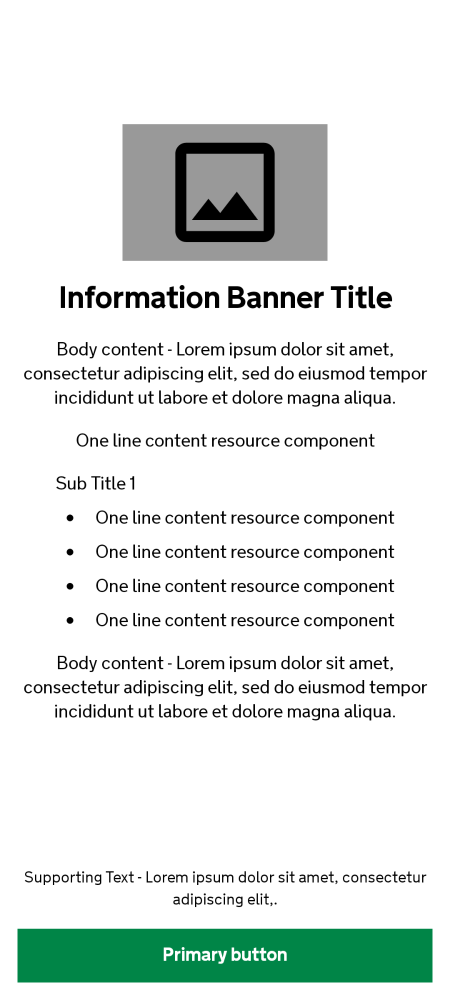 Information Banner Title
Body content - Lorem ipsum dolor sit amet,
consectetur adipiscing elit, sed do eiusmod tempor
incididunt ut labore et dolore magna aliqua.
One line content resource component
Sub Title 1
• One line content resource component
• One line content resource component
• One line content resource component
• One line content resource component
Body content - Lorem ipsum dolor sit amet,
consectetur adipiscing elit, sed do eiusmod tempor
incididunt ut labore et dolore magna aliqua.
Supporting Text - Lorem ipsum dolor sit amet, consectetur
adipiscing elit,.
Primary button